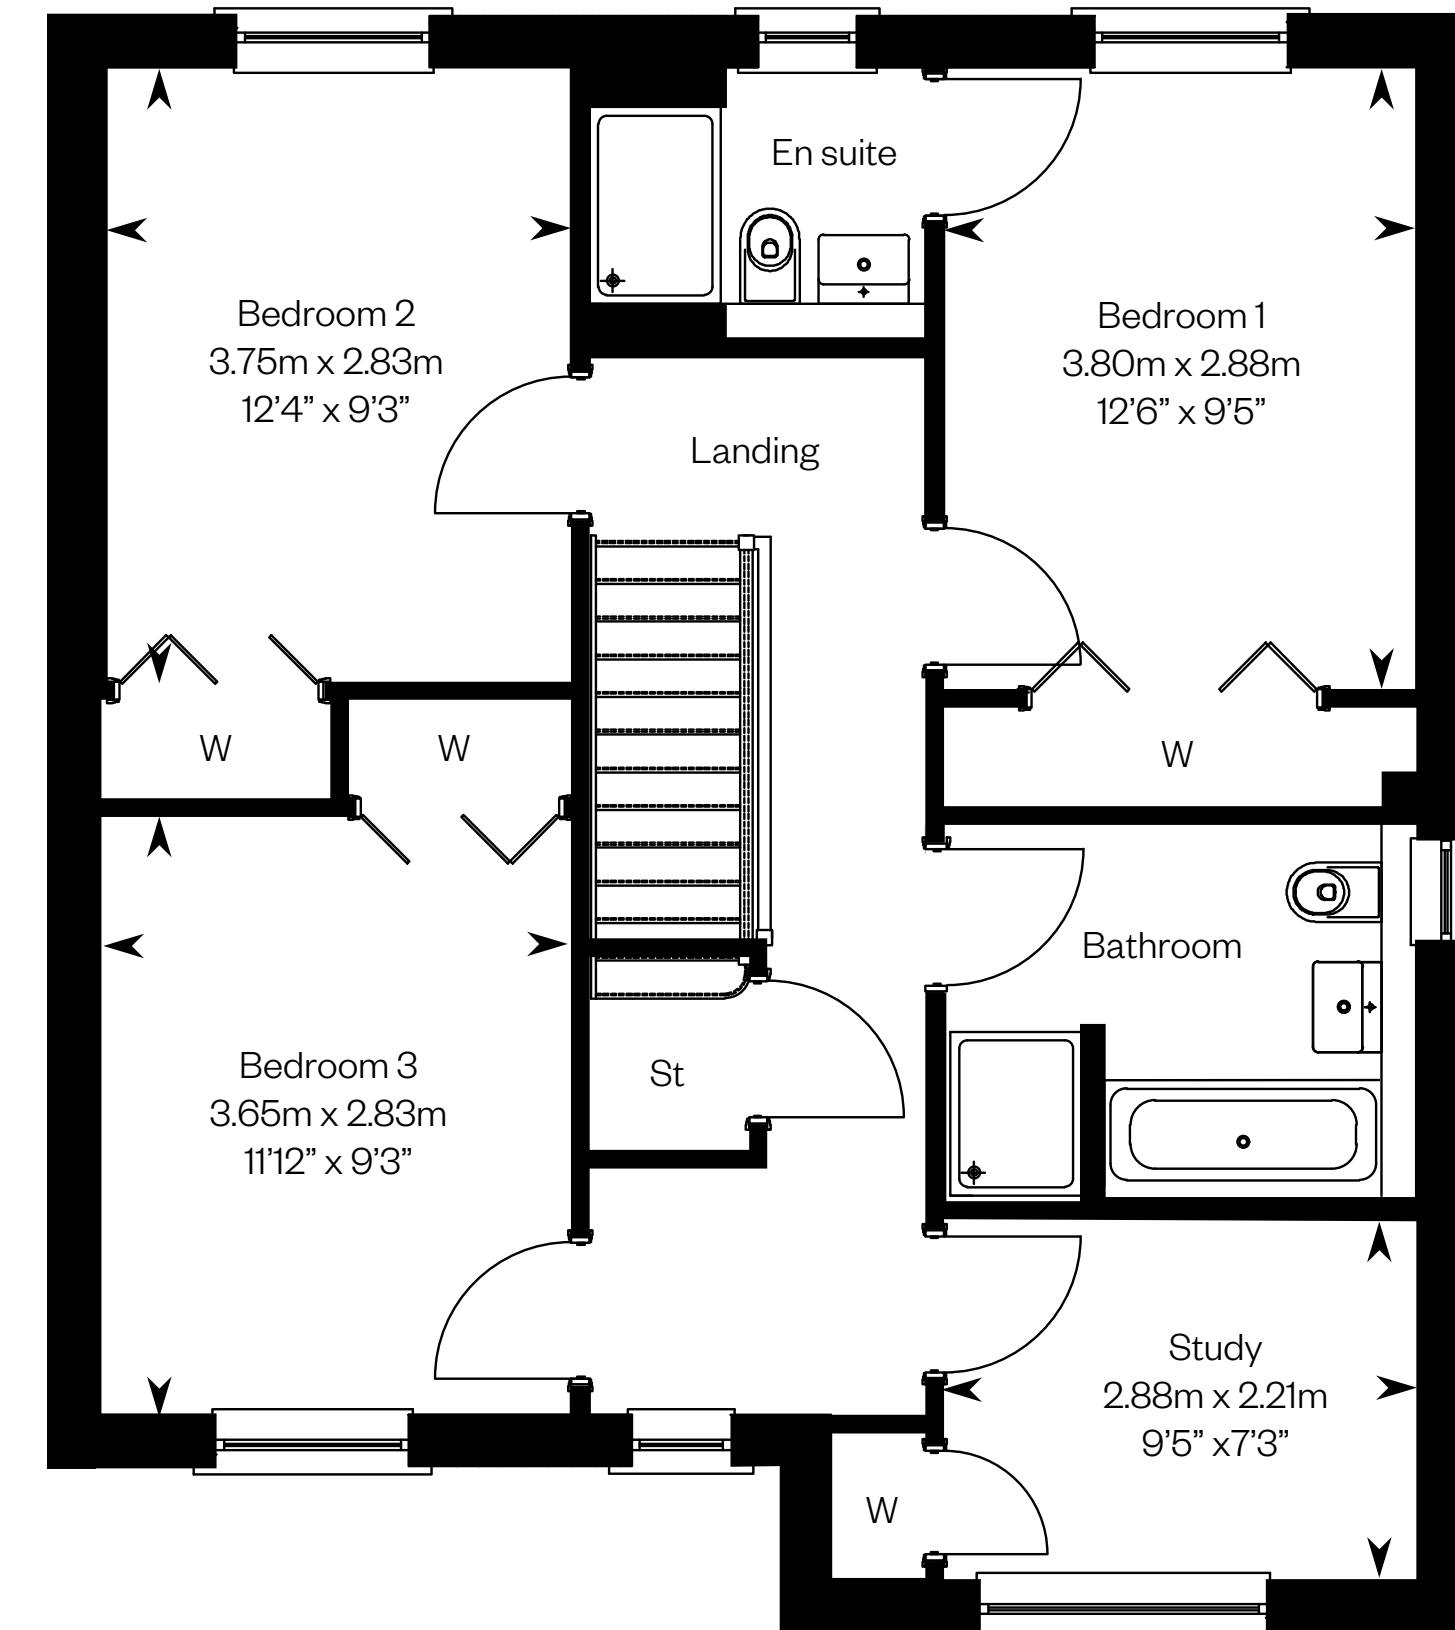 En suite
Bedroom 2
3.75m x 2.83m
12’4” x 9’3”
Bedroom 1
3.80m x 2.88m
12’6” x 9’5”
Landing
W
W
W
Bathroom
Bedroom 3
3.65m x 2.83m
11’12” x 9’3”
St
Study
2.88m x 2.21m
9’5” x7’3”
W